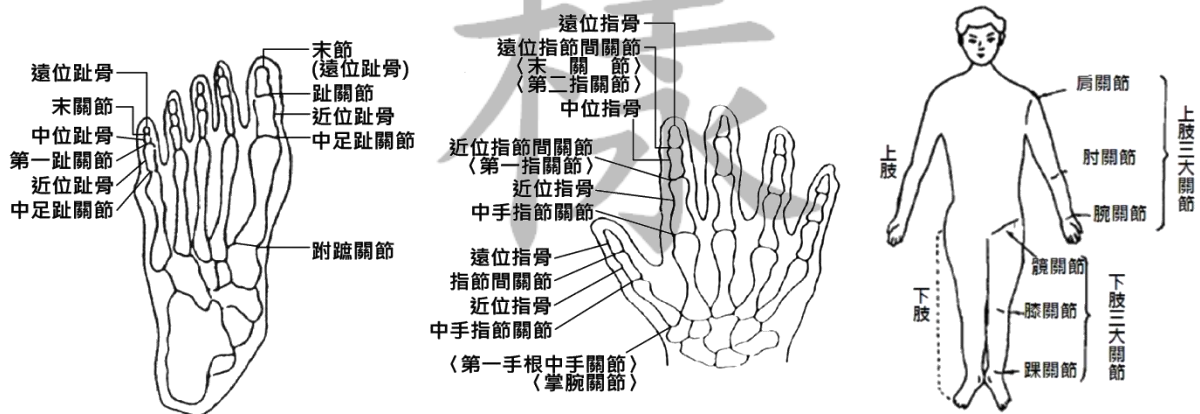 末節
(遠位趾骨)
趾關節
近位趾骨
中足趾關節
跗蹠關節
遠位趾骨
末關節
中位趾骨
第一趾關節
近位趾骨
中足趾關節
樣
遠位指骨
遠位指節間關節
〈末 關 節〉
〈第二指關節〉
中位指骨
近位指節間關節
〈第一指關節〉
近位指骨
中手指節關節
遠位指骨
指節間關節
近位指骨
中手指節關節
〈第一手根中手關節〉
〈掌腕關節〉
上肢
下肢
肩關節
肘關節
腕關節
上肢三大關節
髖關節
膝關節
踝關節
下肢三大關節